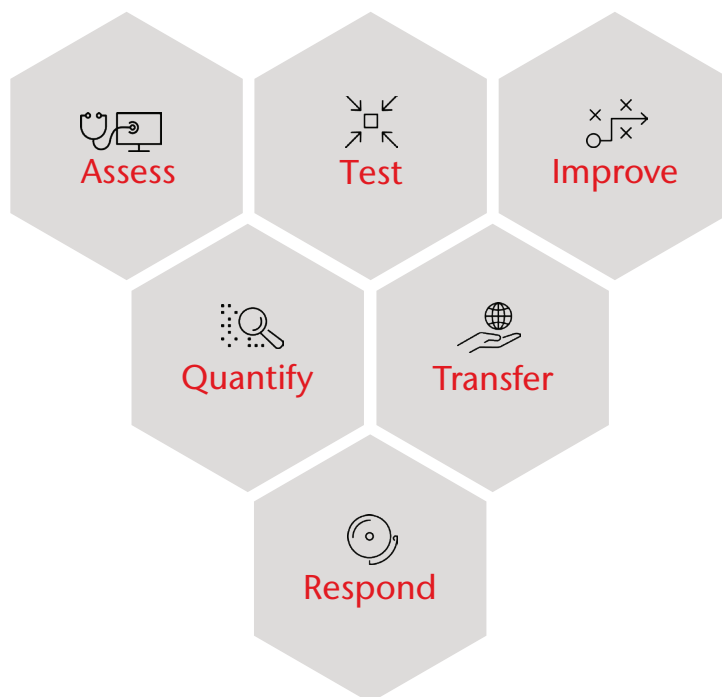 Assess
Test
Improve
Quantify
Transfer
Respond